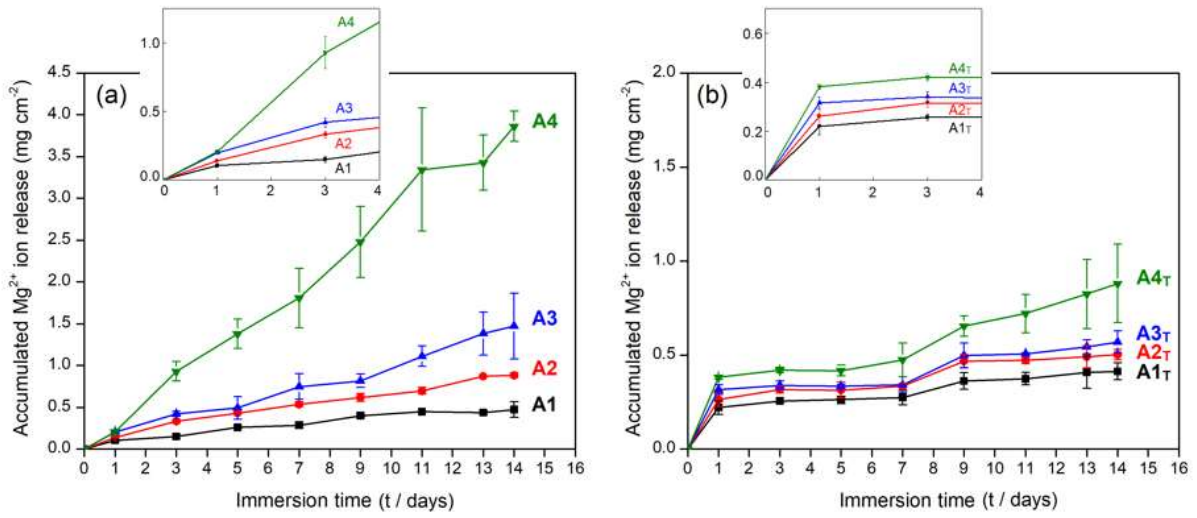 A4
1.0
0.5
0.0
A3
A2
A1
0 1 2 3 4
(a)
4.5
4.0
3.5
3.0
2.5
2.0
1.5
1.0
0.5
0.0
A4
A3
A2
A1
0 1 2 3 4 5 6 7 8 9 10 11 12 13 14 15 16
Immersion time (t / days)
Accumulated Mg²⁺ ion release (mg cm⁻²)
0.6
0.4
0.2
0.0
A4T
A3T
A2T
A1T
0 1 2 3 4
(b)
2.0
1.5
1.0
0.5
0.0
A4T
A3T
A2T
A1T
0 1 2 3 4 5 6 7 8 9 10 11 12 13 14 15 16
Immersion time (t / days)
Accumulated Mg²⁺ ion release (mg cm⁻²)